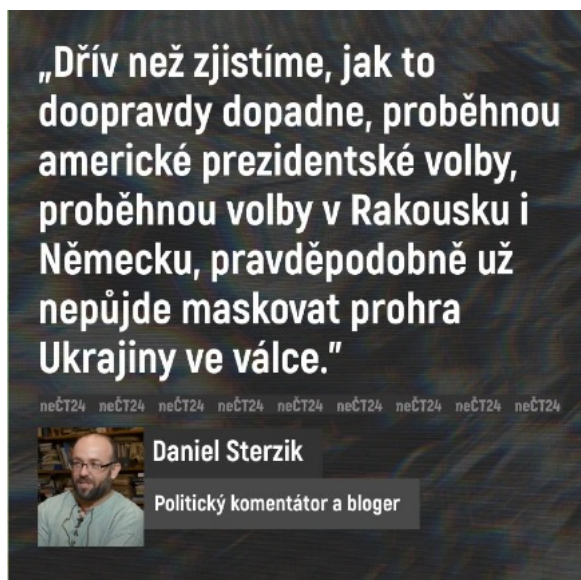 „Dřív než zjistíme, jak to
doopravdy dopadne, proběhnou
americké prezidentské volby,
proběhnou volby v Rakousku i
Německu, pravděpodobně už
nepůjde maskovat prohra
Ukrajiny ve válce.”
neČT24 neČT24 neČT24 neČT24 neČT24 neČT24 neČT24 neČT24 neČT24
Daniel Sterzik
Politický komentátor a bloger